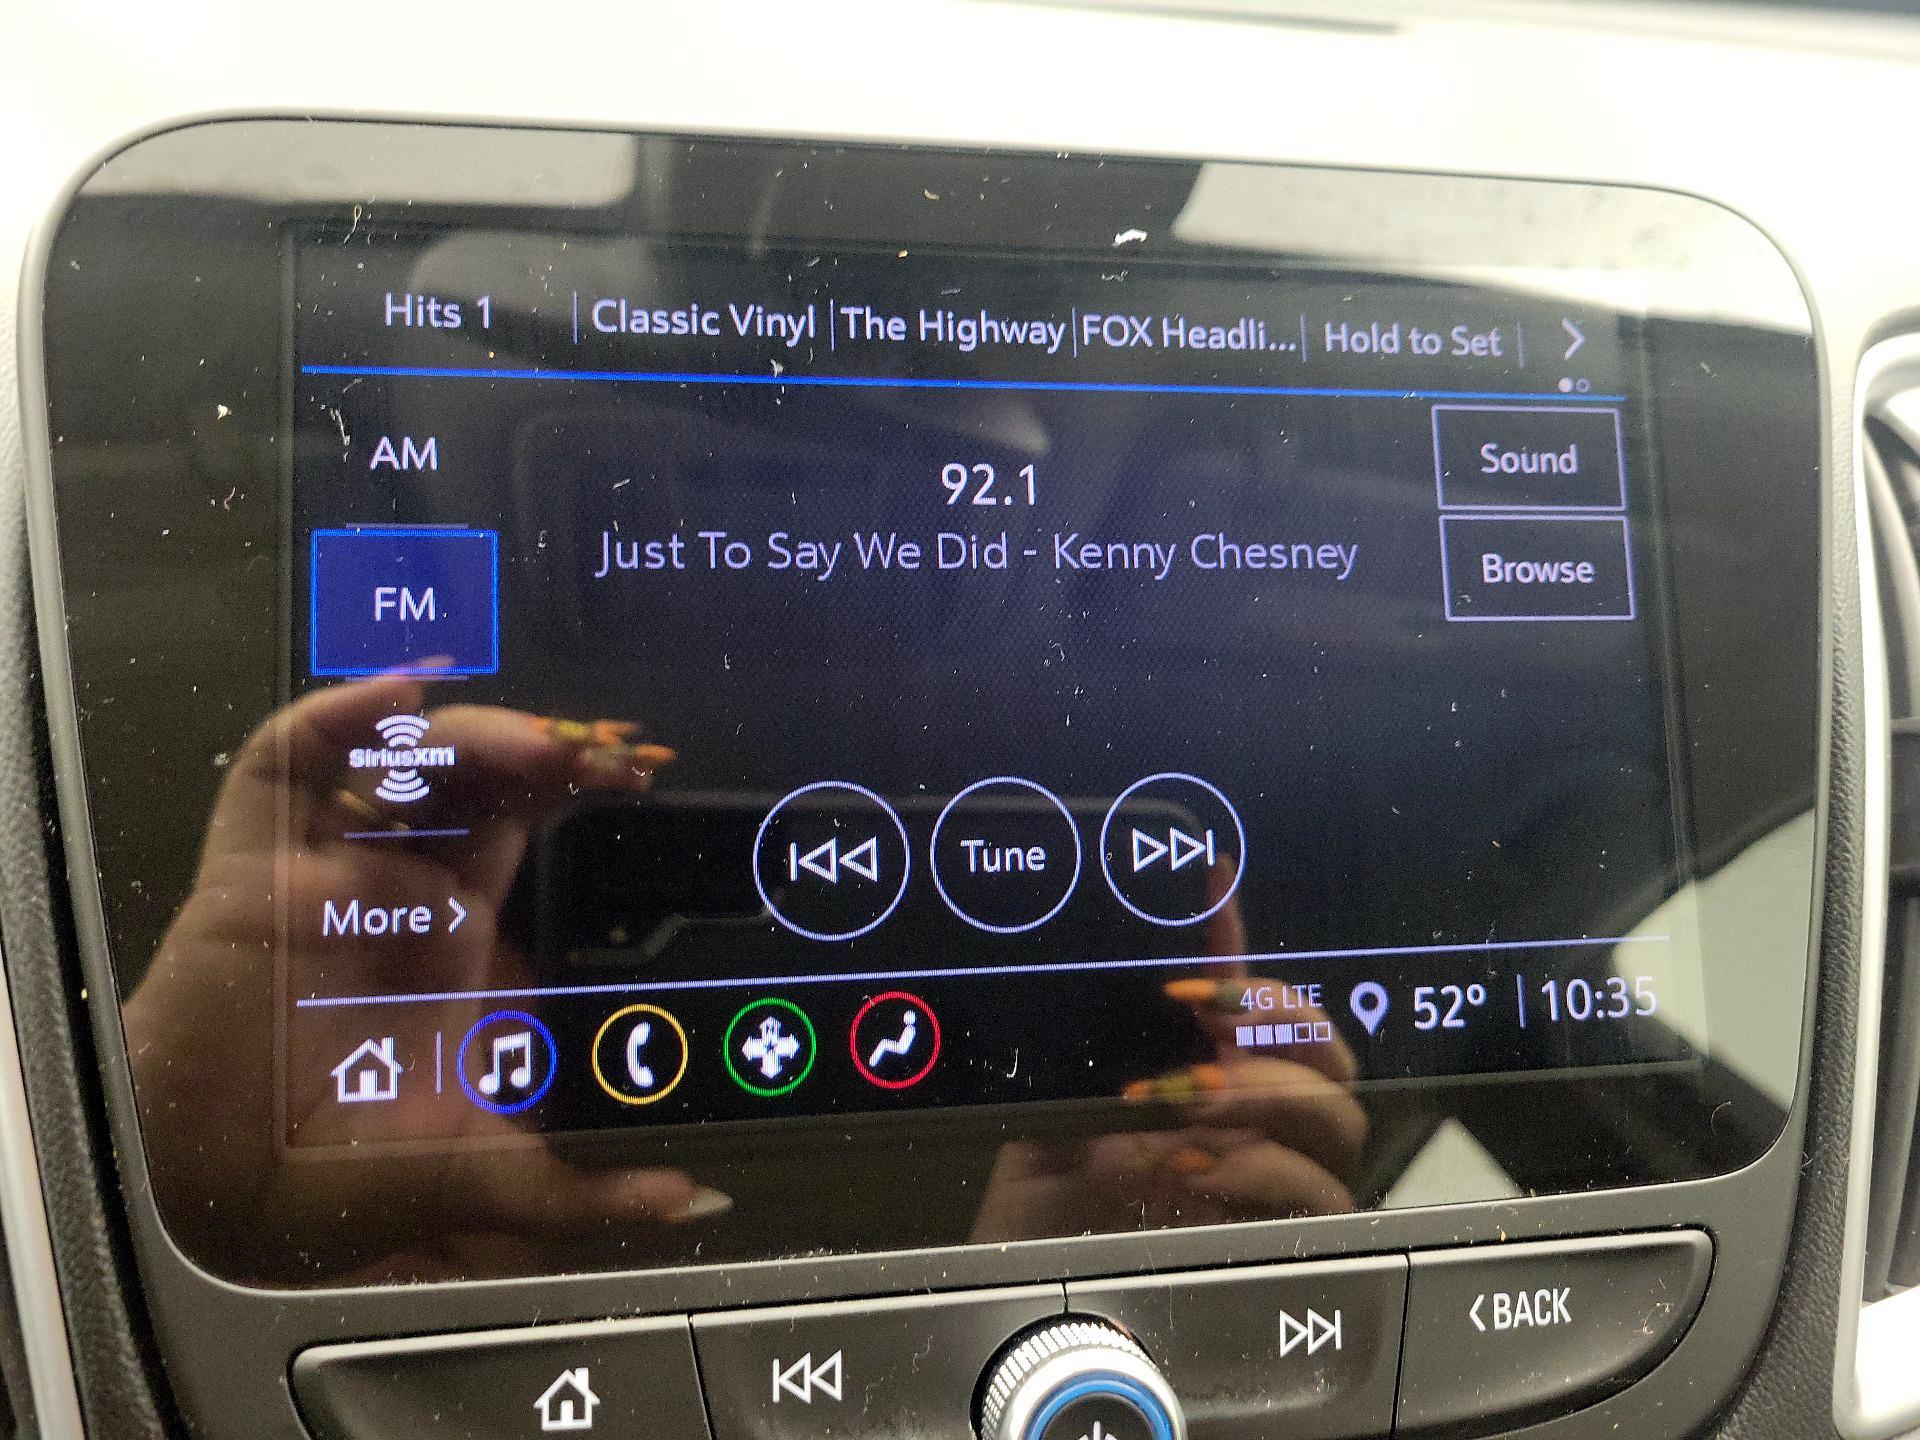 Hits 1 | Classic Vinyl | The Highway | FOX Headli... | Hold to Set
AM
92.1
Sound
Just To Say We Did - Kenny Chesney
FM
Browse
SiriusXM
Tune
More >
4G LTE
52° | 10:35
<BACK